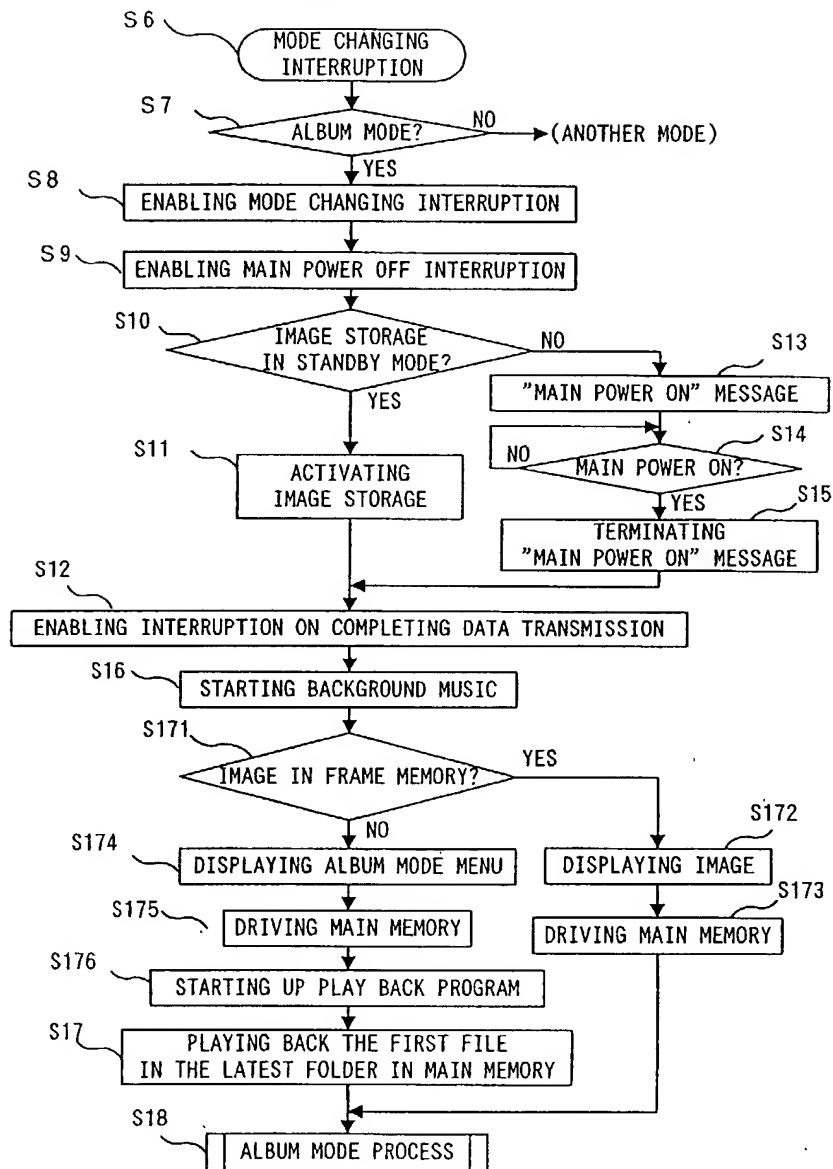 S6
MODE CHANGING
INTERRUPTION
S7
ALBUM MODE?
NO
(ANOTHER MODE)
YES
S8
ENABLING MODE CHANGING INTERRUPTION
S9
ENABLING MAIN POWER OFF INTERRUPTION
S10
IMAGE STORAGE
IN STANDBY MODE?
NO
YES
S13
"MAIN POWER ON" MESSAGE
S14
NO
MAIN POWER ON?
YES
S11
ACTIVATING
IMAGE STORAGE
S15
TERMINATING
"MAIN POWER ON" MESSAGE
S12
ENABLING INTERRUPTION ON COMPLETING DATA TRANSMISSION
S16
STARTING BACKGROUND MUSIC
S171
IMAGE IN FRAME MEMORY?
YES
NO
S172
DISPLAYING IMAGE
S173
DRIVING MAIN MEMORY
S174
DISPLAYING ALBUM MODE MENU
S175
DRIVING MAIN MEMORY
S176
STARTING UP PLAY BACK PROGRAM
S17
PLAYING BACK THE FIRST FILE
IN THE LATEST FOLDER IN MAIN MEMORY
S18
ALBUM MODE PROCESS